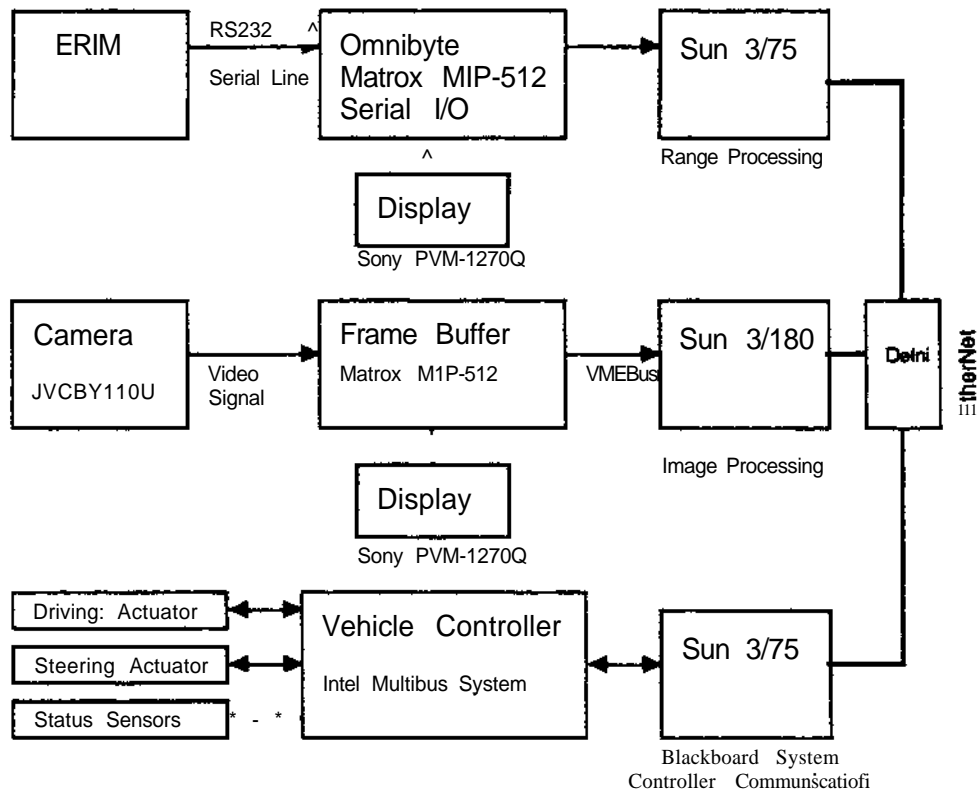 ERIM
RS232 ^
Serial Line
Omnibyte
Matrox MIP-512
Serial I/O
Sun 3/75
Range Processing
^
Display
Sony PVM-1270Q
Camera
JVCBY110U
Video
Signal
Frame Buffer
Matrox M1P-512
VMEBus
Sun 3/180
Image Processing
Delni
therNet
Display
Sony PVM-1270Q
Driving: Actuator
Steering Actuator
Status Sensors * - *
Vehicle Controller
Intel Multibus System
Sun 3/75
Blackboard System
Controller Communscatiofi